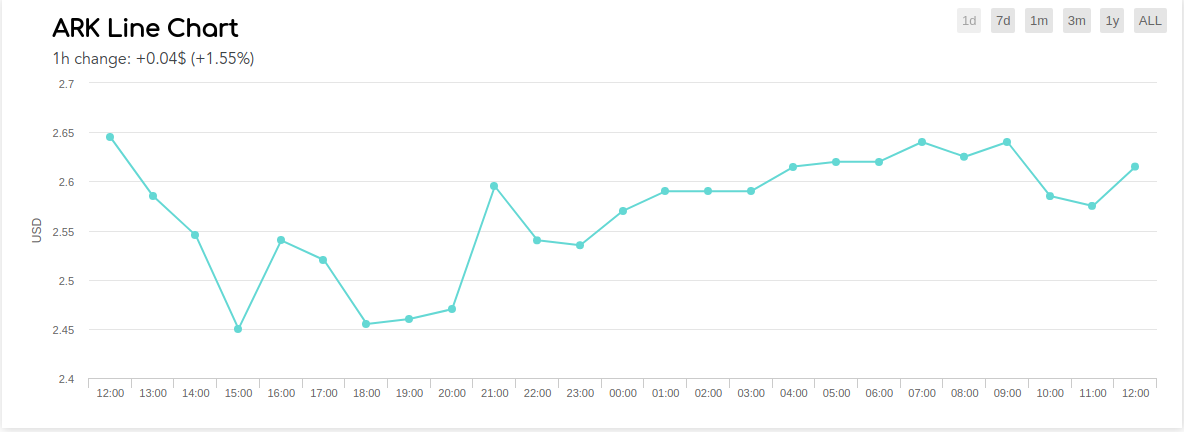 ARK Line Chart
1d 7d 1m 3m 1y ALL
1h change: +0.04$ (+1.55%)
2.7
2.65
2.6
2.55
2.5
2.45
2.4
USD
12:00 13:00 14:00 15:00 16:00 17:00 18:00 19:00 20:00 21:00 22:00 23:00 00:00 01:00 02:00 03:00 04:00 05:00 06:00 07:00 08:00 09:00 10:00 11:00 12:00